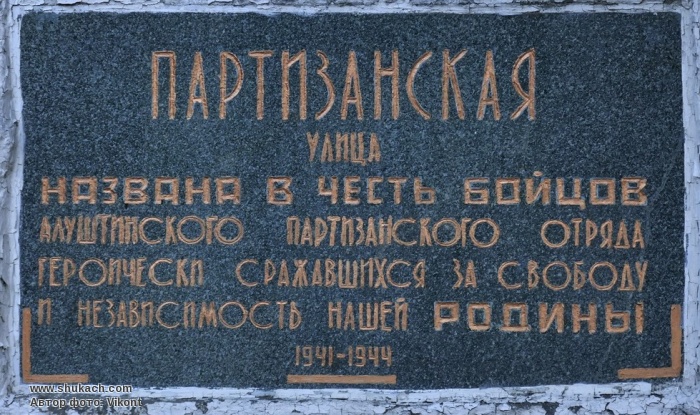 ПАРТИЗАНСКАЯ
УЛИЦА
НАЗВАНА В ЧЕСТЬ БОЙЦОВ
АЛУШТИНСКОГО ПАРТИЗАНСКОГО ОТРЯДА
ГЕРОИЧЕСКИ СРАЖАВШИХСЯ ЗА СВОБОДУ
И НЕЗАВИСИМОСТЬ НАШЕЙ РОДИНЫ
1941-1944
www.shukach.com
Автор фото: Vikont